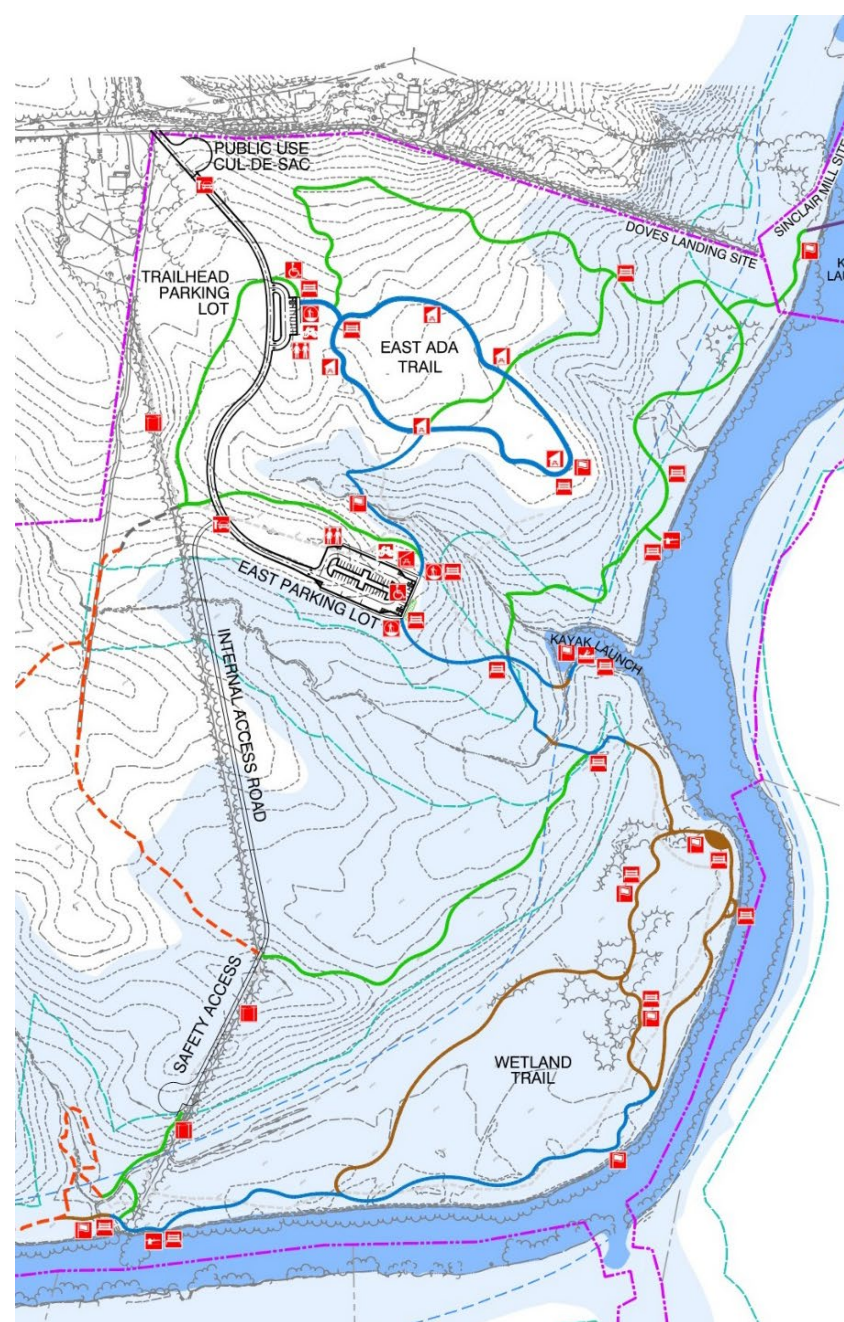 PUBLIC USE
CUL-DE-SAC
SINCLAIR MILL SITE
DOVES LANDING SITE
TRAILHEAD
PARKING
LOT
EAST ADA
TRAIL
EAST PARKING LOT
KAYAK LAUNCH
INTERNAL ACCESS ROAD
SAFETY ACCESS
WETLAND
TRAIL